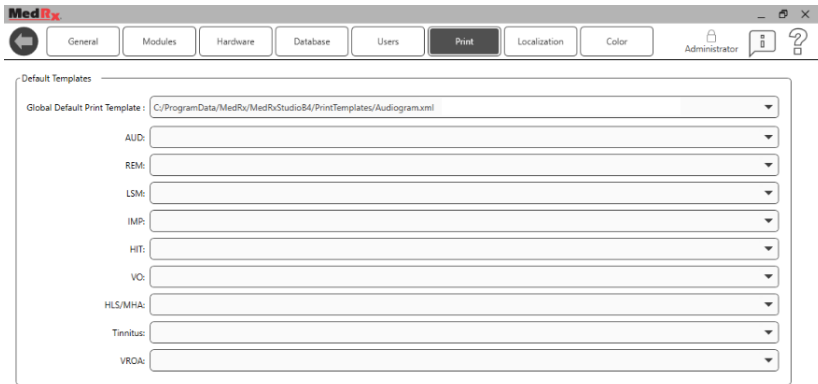 MedRx
General Modules Hardware Database Users Print Localization Color Administrator
Default Templates
Global Default Print Template : C:/ProgramData/MedRx/MedRxStudio84/PrintTemplates/Audiogram.xml
AUD:
REM:
LSM:
IMP:
HIT:
VO:
HLS/MHA:
Tinnitus:
VROA: